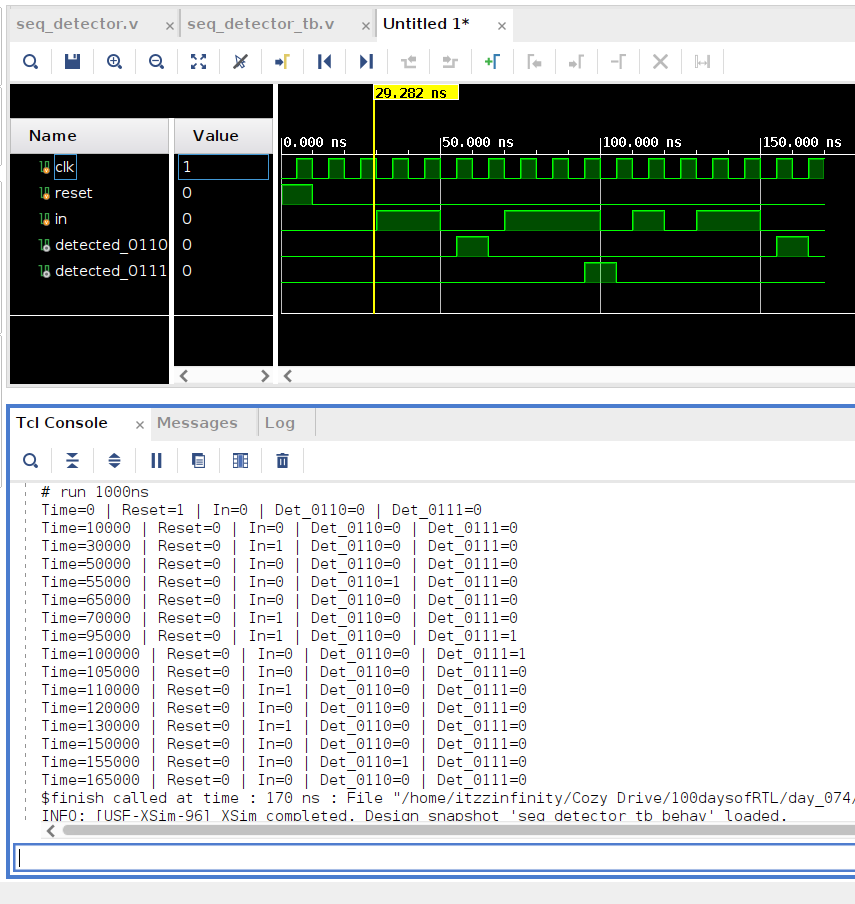 seq_detector.v × seq_detector_tb.v × Untitled 1* ×
29.282 ns
Name Value
0.000 ns 50.000 ns 100.000 ns 150.000 ns
clk 1
reset 0
in 0
detected_0110 0
detected_0111 0
Tcl Console × Messages Log
# run 1000ns
Time=0 | Reset=1 | In=0 | Det_0110=0 | Det_0111=0
Time=10000 | Reset=0 | In=0 | Det_0110=0 | Det_0111=0
Time=30000 | Reset=0 | In=1 | Det_0110=0 | Det_0111=0
Time=50000 | Reset=0 | In=0 | Det_0110=0 | Det_0111=0
Time=55000 | Reset=0 | In=0 | Det_0110=1 | Det_0111=0
Time=65000 | Reset=0 | In=0 | Det_0110=0 | Det_0111=0
Time=70000 | Reset=0 | In=1 | Det_0110=0 | Det_0111=0
Time=95000 | Reset=0 | In=1 | Det_0110=0 | Det_0111=1
Time=100000 | Reset=0 | In=0 | Det_0110=0 | Det_0111=1
Time=105000 | Reset=0 | In=0 | Det_0110=0 | Det_0111=0
Time=110000 | Reset=0 | In=1 | Det_0110=0 | Det_0111=0
Time=120000 | Reset=0 | In=0 | Det_0110=0 | Det_0111=0
Time=130000 | Reset=0 | In=1 | Det_0110=0 | Det_0111=0
Time=150000 | Reset=0 | In=0 | Det_0110=0 | Det_0111=0
Time=155000 | Reset=0 | In=0 | Det_0110=1 | Det_0111=0
Time=165000 | Reset=0 | In=0 | Det_0110=0 | Det_0111=0
$finish called at time : 170 ns : File "/home/itzzinfinity/Cozy Drive/100daysofRTL/day_074/
INFO: [USF-XSim-96] XSim completed. Design snapshot 'seq_detector_tb_behav' loaded.